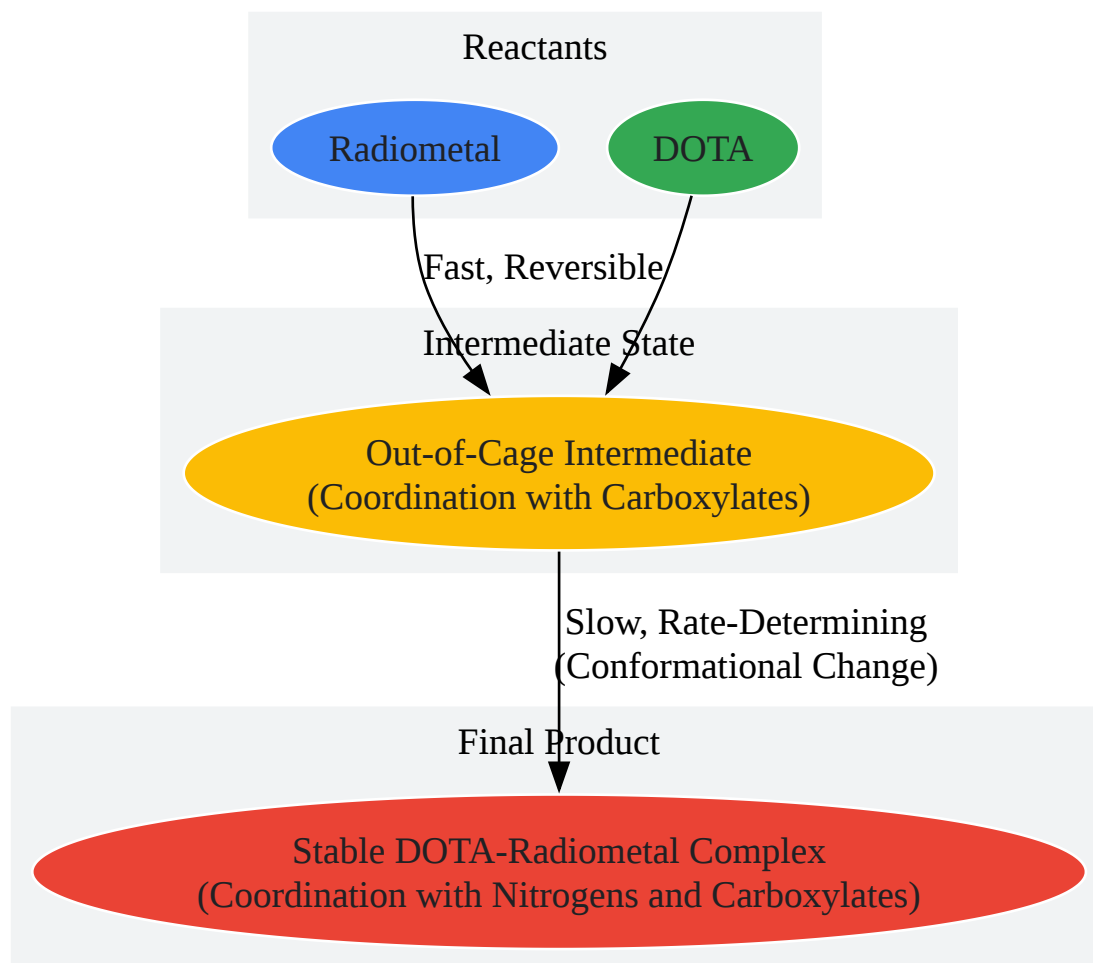 Reactants
Radiometal
DOTA
Fast, Reversible
Intermediate State
Out-of-Cage Intermediate
(Coordination with Carboxylates)
Slow, Rate-Determining
(Conformational Change)
Final Product
Stable DOTA-Radiometal Complex
(Coordination with Nitrogens and Carboxylates)